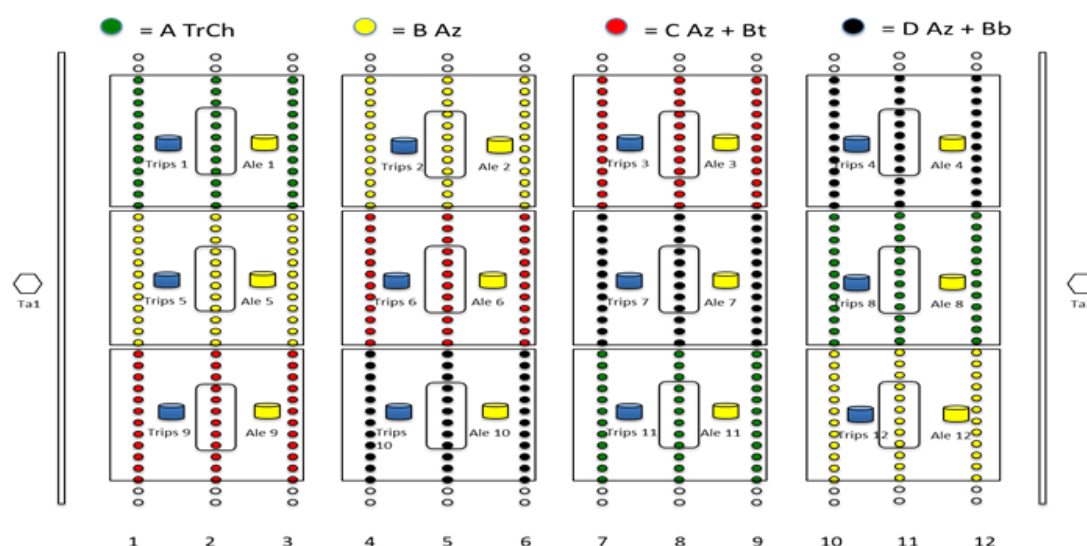 = A TrCh = B Az = C Az + Bt = D Az + Bb
Trips 1 Ale 1 Trips 2 Ale 2 Trips 3 Ale 3 Trips 4 Ale 4
Ta1 Trips 5 Ale 5 Trips 6 Ale 6 Trips 7 Ale 7 Trips 8 Ale 8 Ta
Trips 9 Ale 9 Trips 10 Ale 10 Trips 11 Ale 11 Trips 12 Ale 12
1 2 3 4 5 6 7 8 9 10 11 12